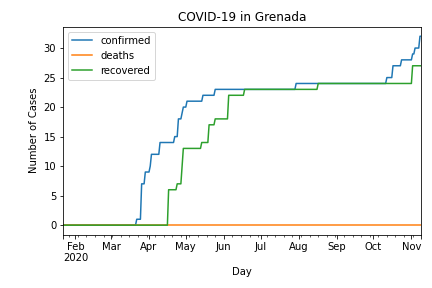 COVID-19 in Grenada
confirmed
deaths
recovered
Number of Cases
30
25
20
15
10
5
0
Feb Mar Apr May Jun Jul Aug Sep Oct Nov
2020
Day